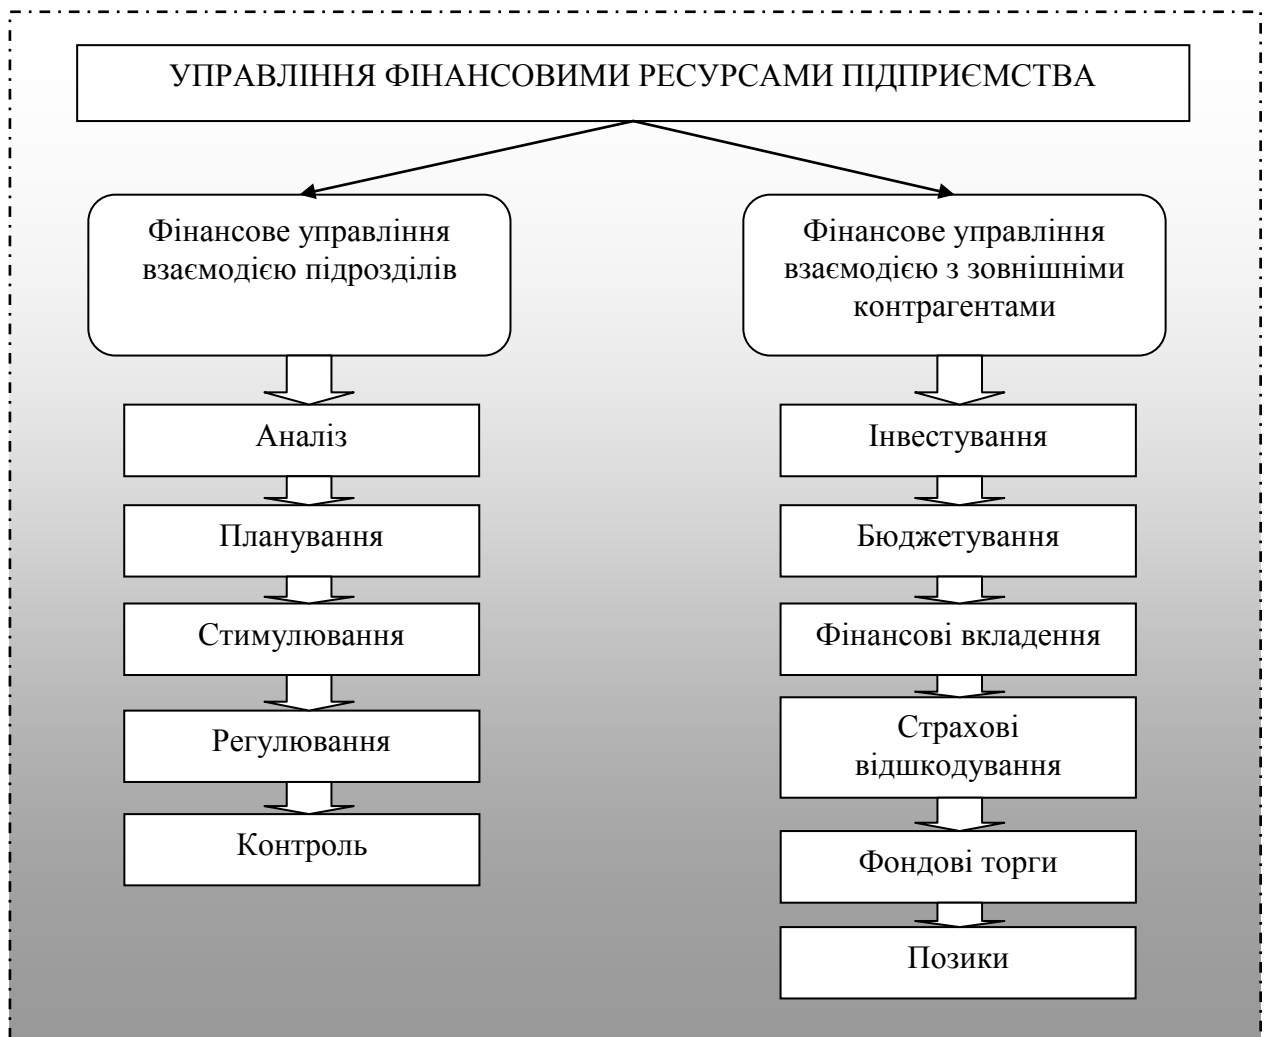 УПРАВЛІННЯ ФІНАНСОВИМИ РЕСУРСАМИ ПІДПРИЄМСТВА
Фінансове управління
взаємодією підрозділів
Аналіз
Планування
Стимулювання
Регулювання
Контроль
Фінансове управління
взаємодією з зовнішніми
контрагентами
Інвестування
Бюджетування
Фінансові вкладення
Страхові
відшкодування
Фондові торги
Позики